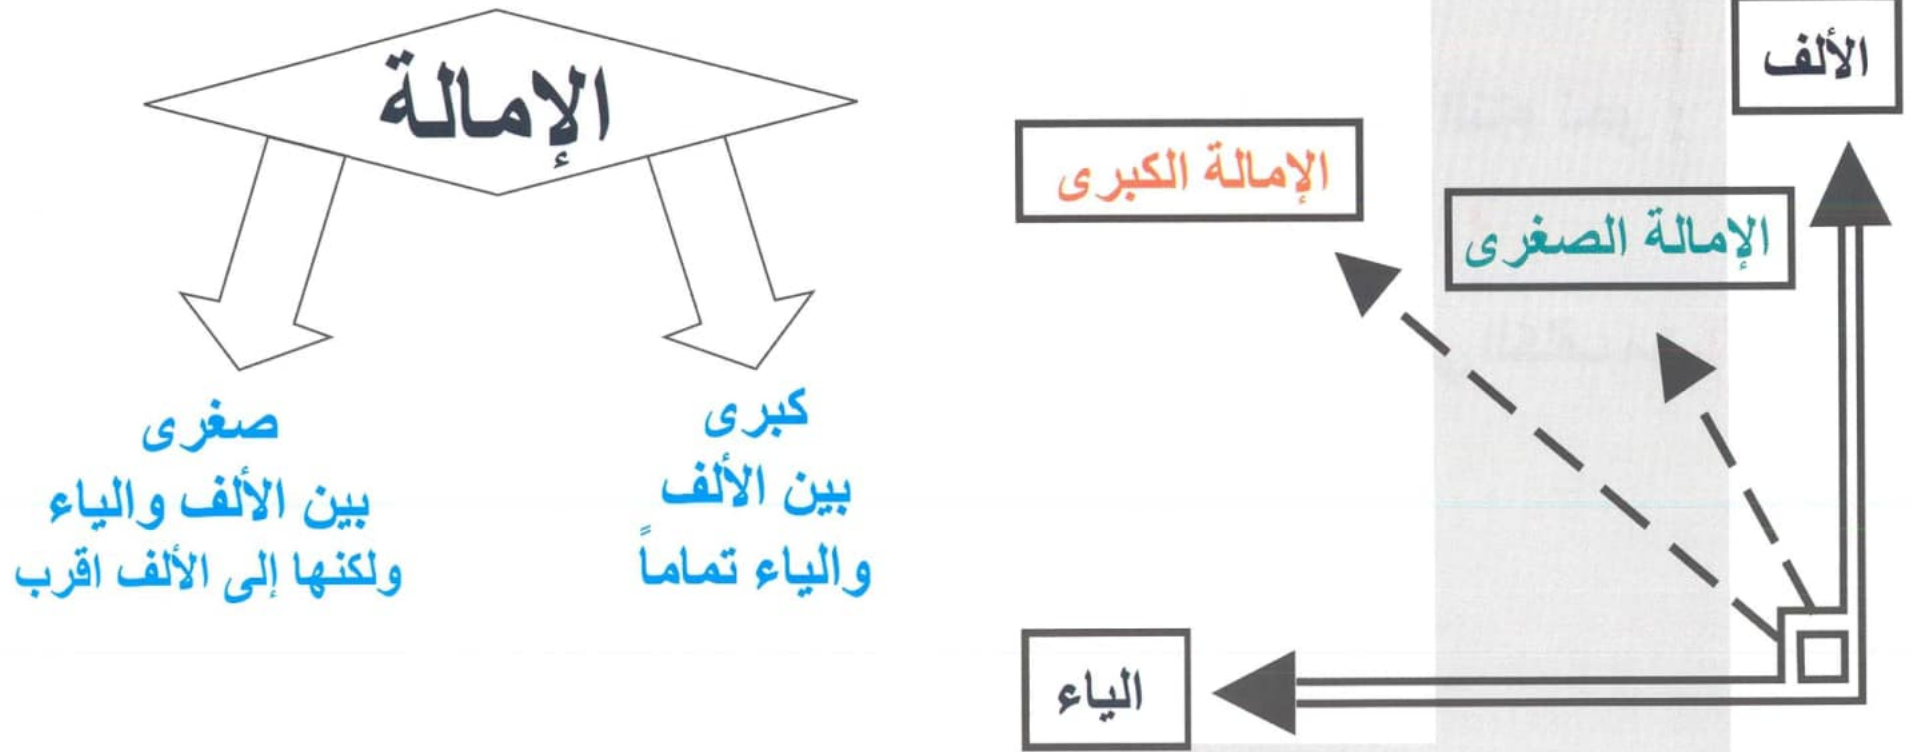 الألف
الإمالة
الإمالة الكبرى
الإمالة الصغرى
كبرى
بين الألف
والياء تماماً
صغرى
بين الألف والياء
ولكنها إلى الألف اقرب
الياء